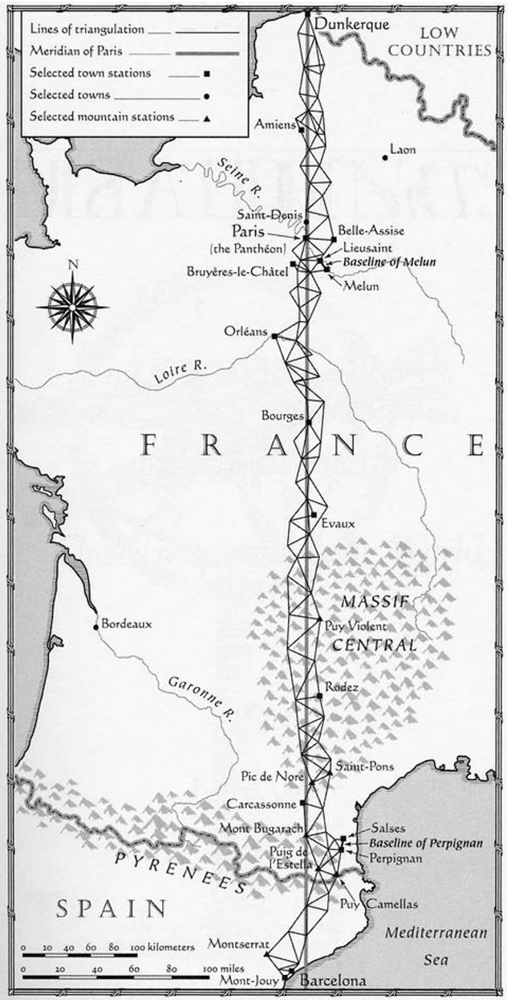 Lines of triangulation
Meridian of Paris
Selected town stations
Selected towns
Selected mountain stations
Dunkerque
LOW
COUNTRIES
Amiens
Laon
Seine R.
Saint-Denis
Paris
(the Panthéon)
Belle-Assise
Lieusaint
Baseline of Melun
Bruyères-le-Châtel
Melun
N
Orléans
Loire R.
Bourges
FRANCE
Evaux
MASSIF
CENTRAL
Puy Violent
Bordeaux
Rodez
Garonne R.
Saint-Pons
Pic de Nore
Carcassonne
Mont Bugarach
Salses
Baseline of Perpignan
Perpignan
Puig de
l'Estella
PYRENEES
Puy Camellas
SPAIN
Mediterranean
Sea
Montserrat
0 20 40 60 80 100 kilometers
0 20 40 60 80 100 miles
Mont-Jouy
Barcelona